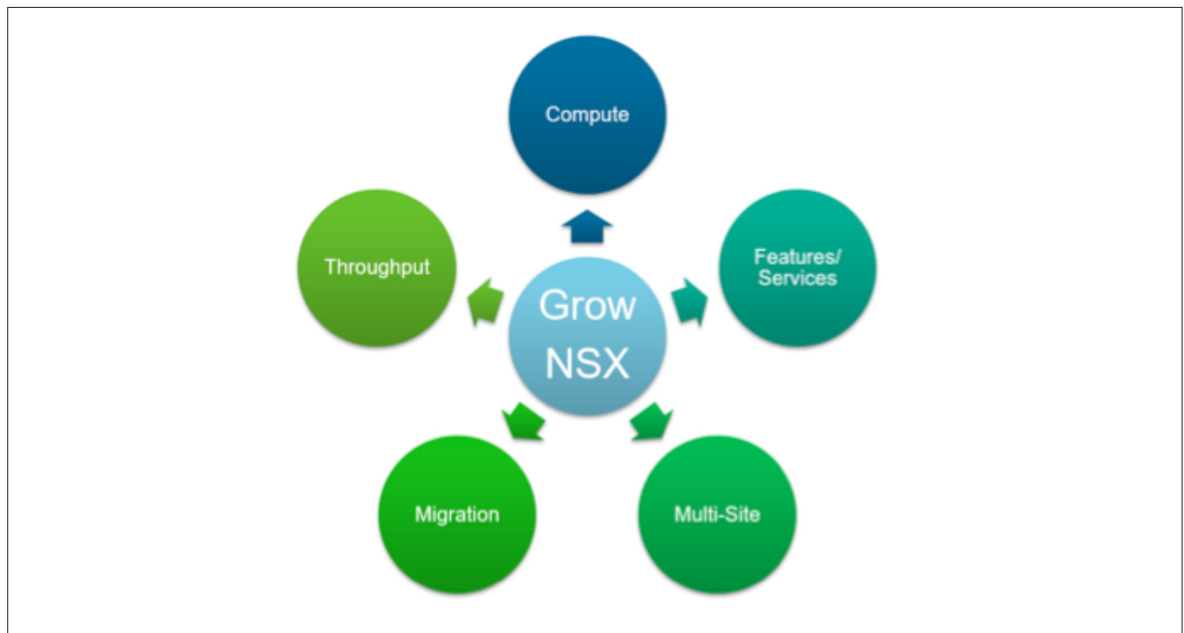 Compute
Throughput
Features/
Services
Grow
NSX
Migration
Multi-Site